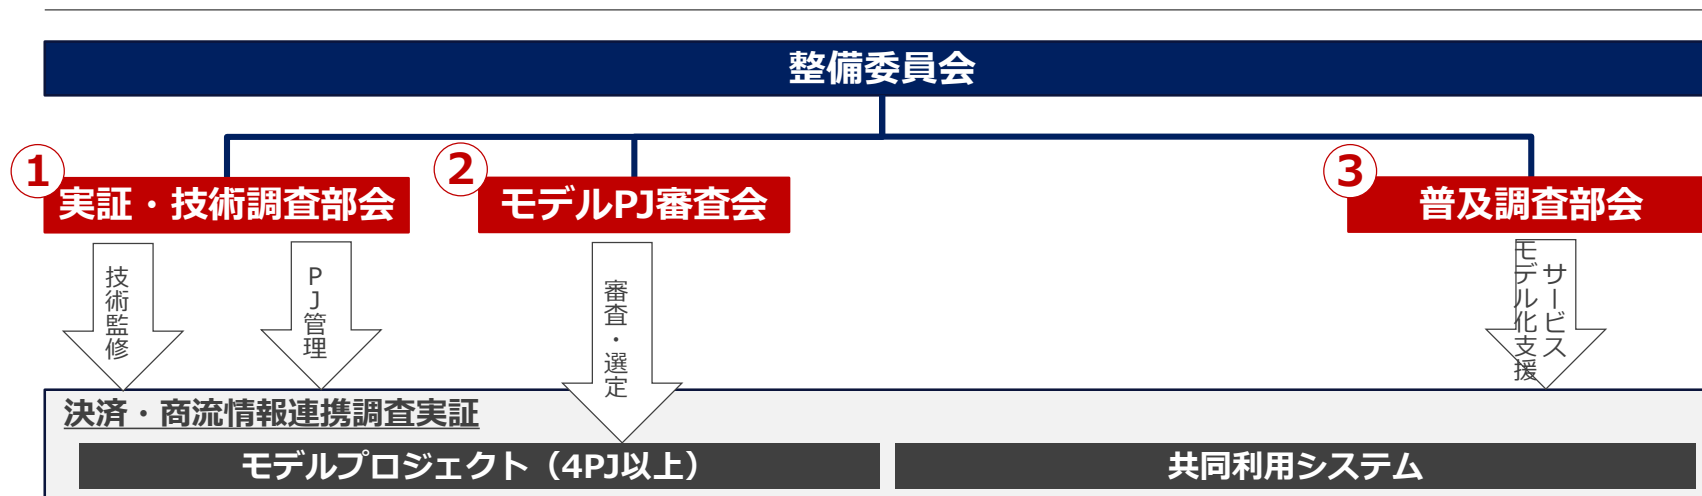 整備委員会
①
実証・技術調査部会
②
モデルPJ審査会
③
普及調査部会
技術監修
PJ管理
審査・選定
サービス
モデル化支援
決済・商流情報連携調査実証
モデルプロジェクト（4PJ以上）
共同利用システム